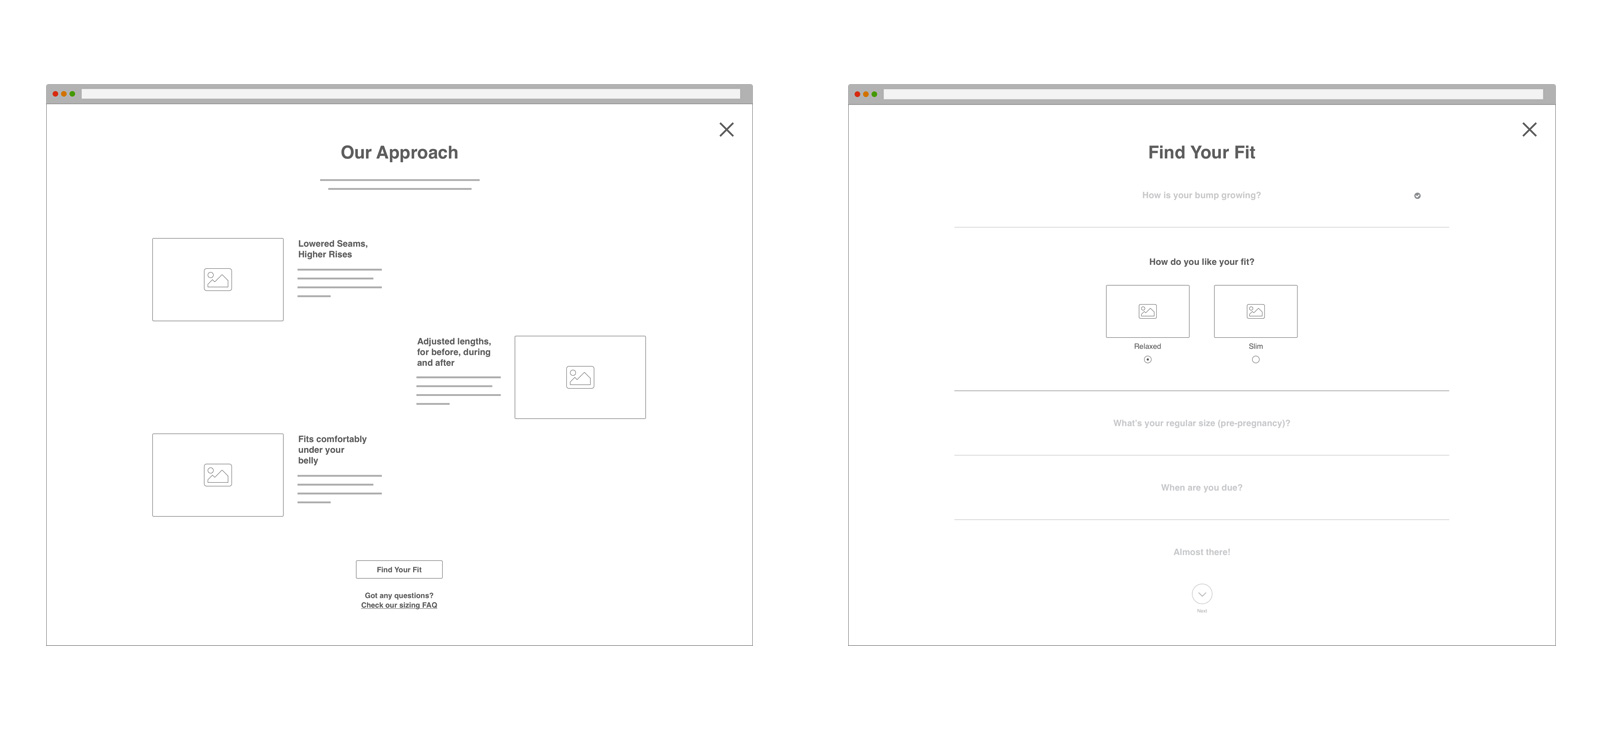 Our Approach
Lowered Seams,
Higher Rises
Adjusted lengths,
for before, during
and after
Fits comfortably
under your
belly
Find Your Fit
Got any questions?
Check our sizing FAQ
Find Your Fit
How is your bump growing?
How do you like your fit?
Relaxed
Slim
What's your regular size (pre-pregnancy)?
When are you due?
Almost there!
Next